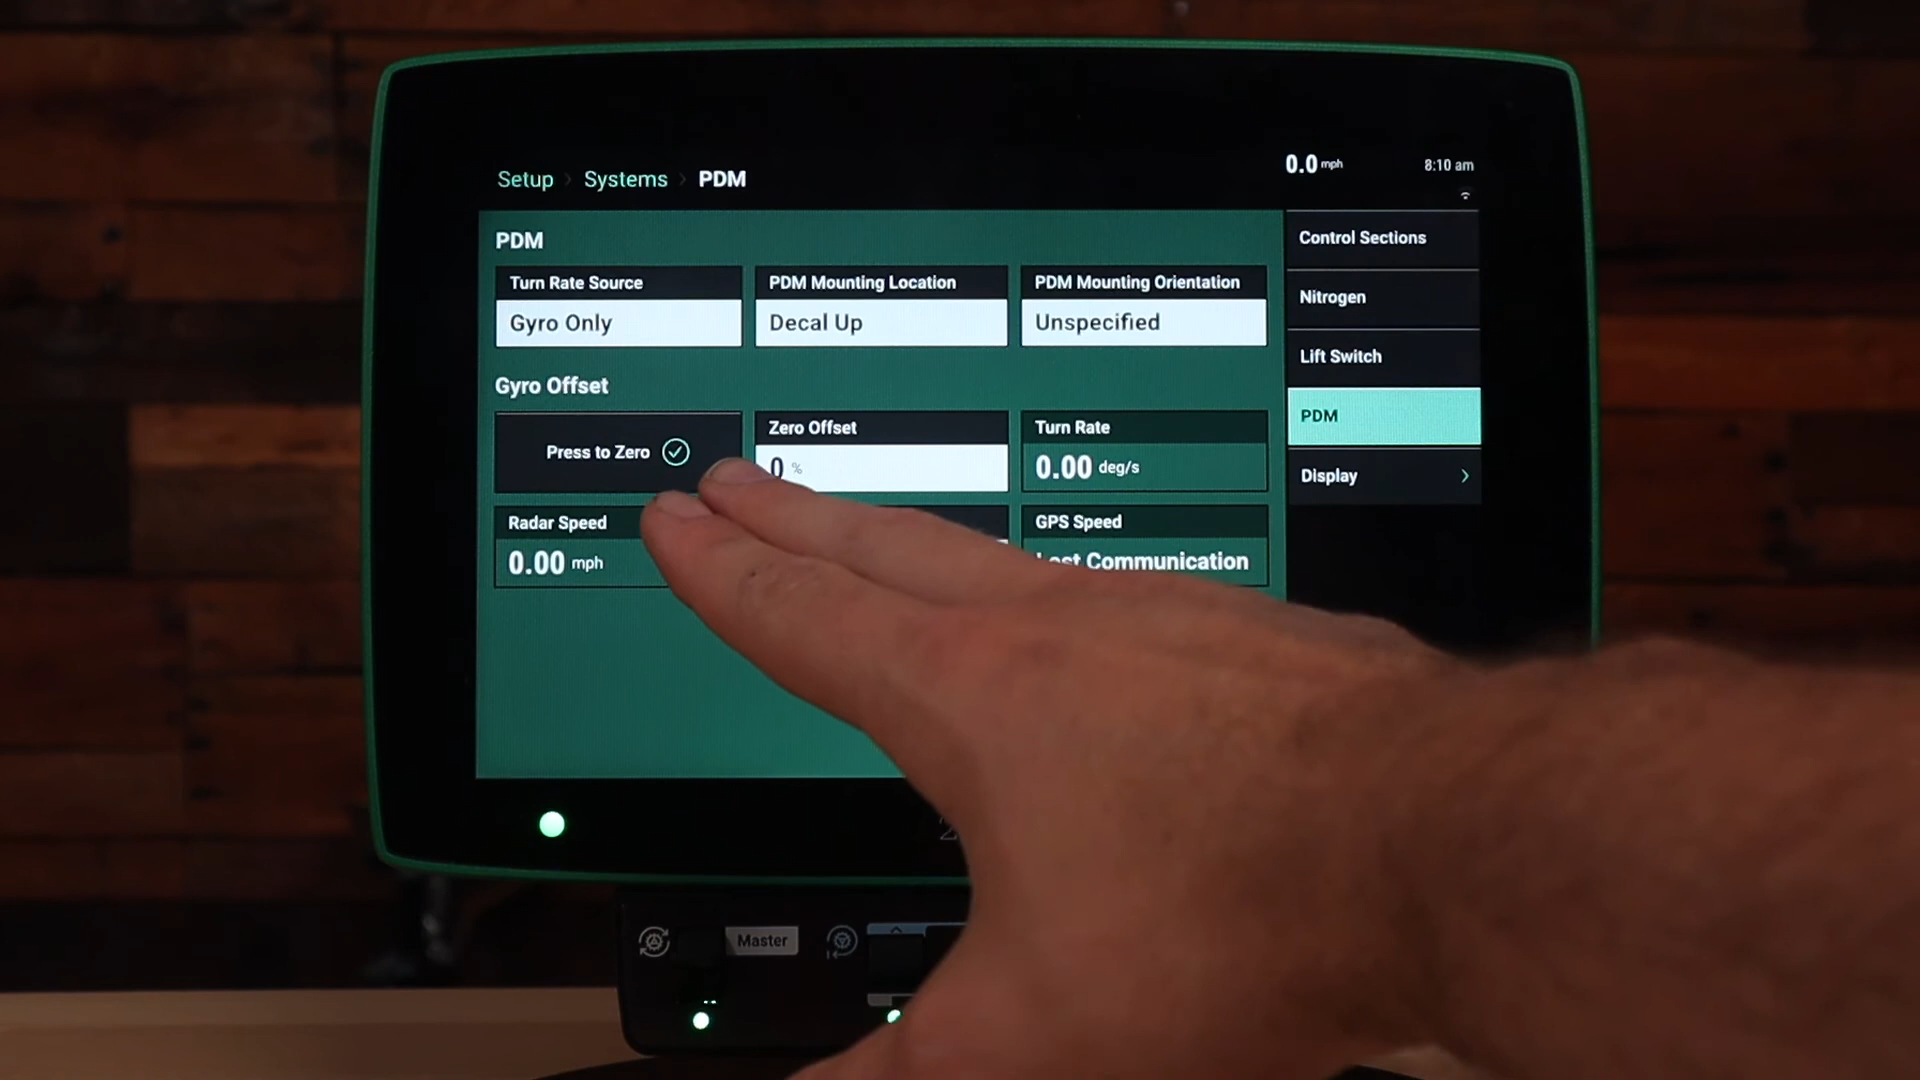 Setup > Systems > PDM
0.0 mph
8:10 am
PDM
Turn Rate Source
Gyro Only
PDM Mounting Location
Decal Up
PDM Mounting Orientation
Unspecified
Gyro Offset
Press to Zero
Zero Offset
0 %
Turn Rate
0.00 deg/s
Radar Speed
0.00 mph
GPS Speed
Lost Communication
Control Sections
Nitrogen
Lift Switch
PDM
Display >
Master